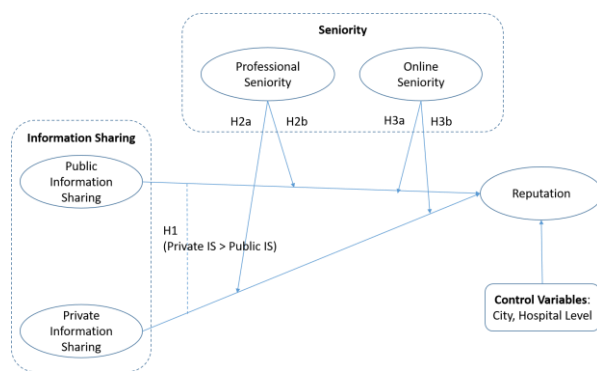 Seniority
Professional
Seniority
Online
Seniority
H2a
H2b
H3a
H3b
Information Sharing
Public
Information
Sharing
Reputation
H1
(Private IS > Public IS)
Private
Information
Sharing
Control Variables:
City, Hospital Level